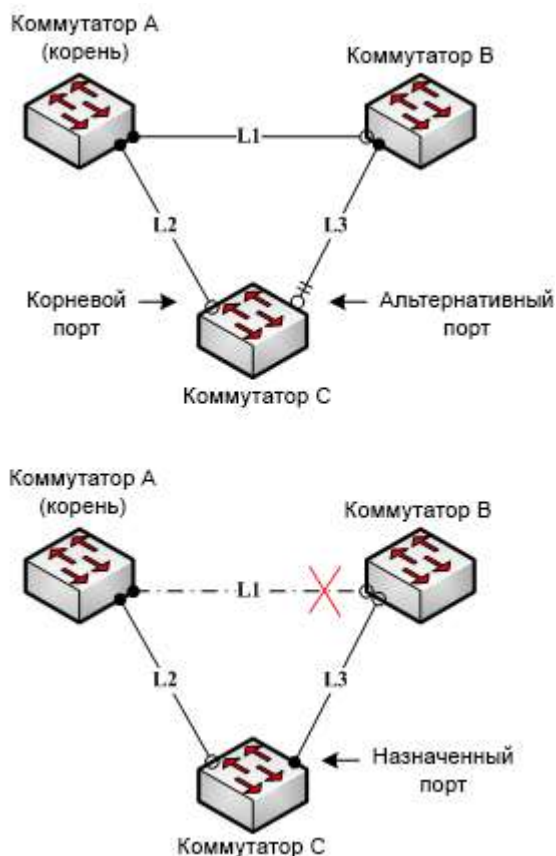 Коммутатор A
(корень)
Коммутатор B
L1
L2
L3
Корневой
порт
Альтернативный
порт
Коммутатор C
Коммутатор A
(корень)
Коммутатор B
L1
L2
L3
Назначенный
порт
Коммутатор C